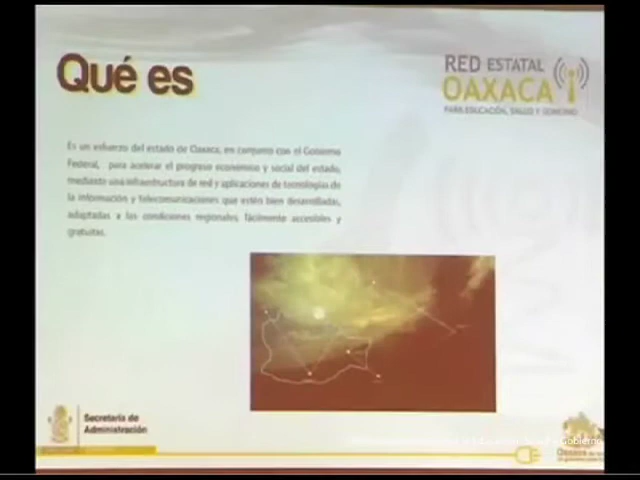 Qué es
RED ESTATAL
OAXACA
PARA EDUCACIÓN, SALUD Y GOBIERNO
Es un esfuerzo del estado de Oaxaca, en conjunto con el Gobierno
Federal, para acelerar el progreso económico y social del estado,
mediante una infraestructura de red y aplicaciones de tecnologías de
la información y telecomunicaciones que estén bien desarrolladas,
adaptadas a las condiciones regionales, fácilmente accesibles y
gratuitas.
Secretaría de
Administración
Gobierno
Oaxaca